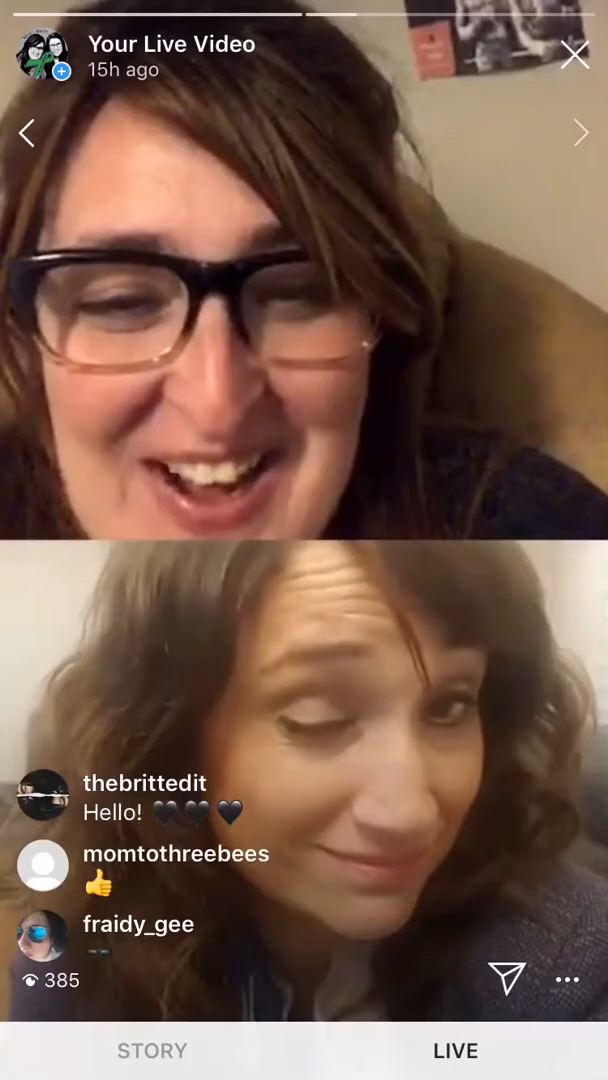 Your Live Video
15h ago
thebrittedit
Hello! 🖤🖤🖤
momtothreebees
👍
fraidy_gee
385
STORY
LIVE